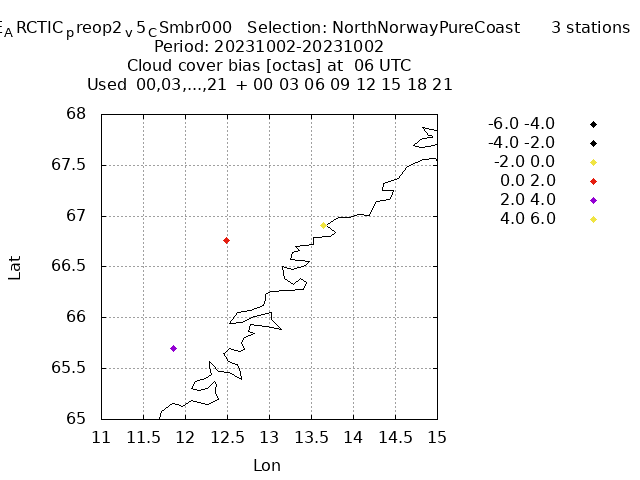 E_A RCTIC_p reop2_v 5_C Smbr000   Selection: NorthNorwayPureCoast      3 stations
Period: 20231002-20231002
Cloud cover bias [octas] at  06 UTC
Used  00,03,...,21  + 00 03 06 09 12 15 18 21
-6.0 -4.0
-4.0 -2.0
-2.0 0.0
0.0 2.0
2.0 4.0
4.0 6.0
Lat
68
67.5
67
66.5
66
65.5
65
11 11.5 12 12.5 13 13.5 14 14.5 15
Lon